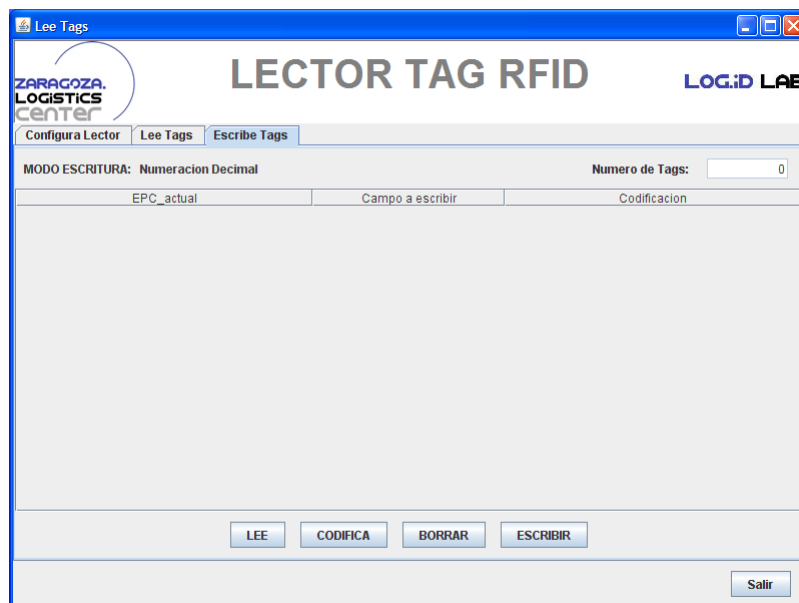 Lee Tags
ZARAGOZA.
LOGISTICS
CENTER
LECTOR TAG RFID
LOG.iD LAB
Configura Lector Lee Tags Escribe Tags
MODO ESCRITURA: Numeracion Decimal Numero de Tags: 0
EPC_actual Campo a escribir Codificacion
LEE CODIFICA BORRAR ESCRIBIR
Salir